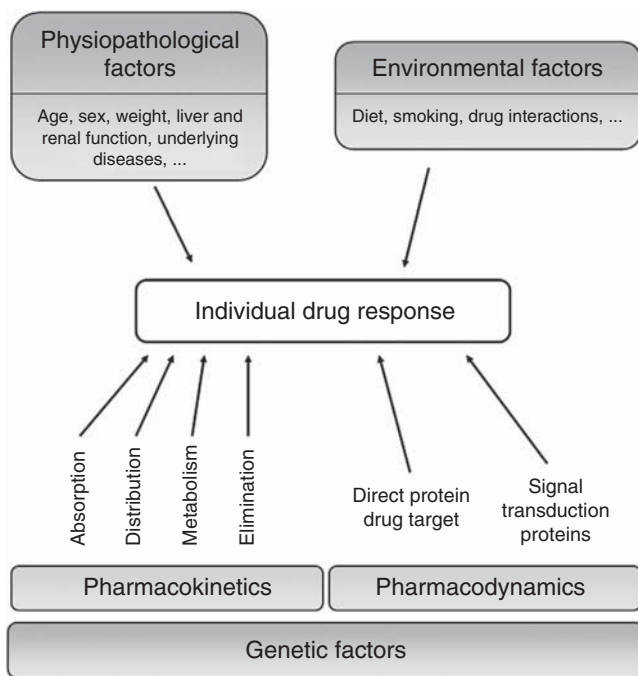 Physiopathological
factors
Age, sex, weight, liver and
renal function, underlying
diseases, ...
Environmental factors
Diet, smoking, drug interactions, ...
Individual drug response
Absorption
Distribution
Metabolism
Elimination
Direct protein
drug target
Signal
transduction
proteins
Pharmacokinetics
Pharmacodynamics
Genetic factors